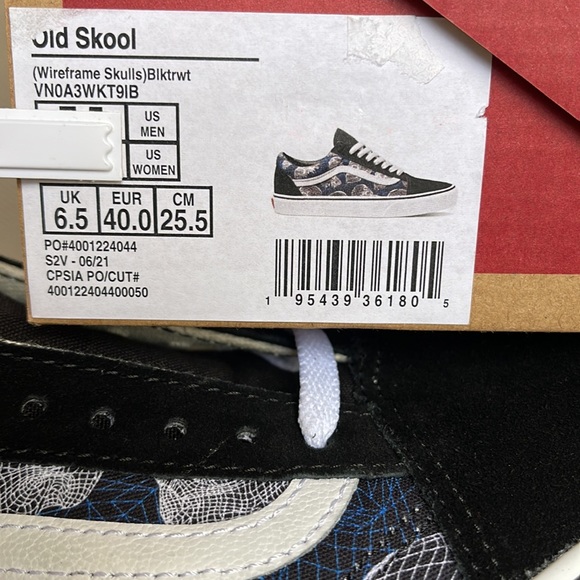 Old Skool
(Wireframe Skulls)Blktrwt
VN0A3WKT9IB
US MEN
US WOMEN
UK EUR CM
6.5 40.0 25.5
PO#4001224044
S2V - 06/21
CPSIA PO/CUT#
400122404400050
1 95439 36180 5